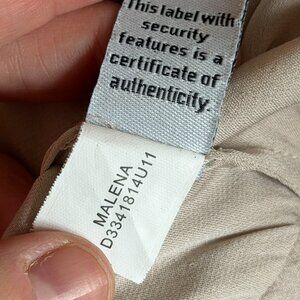 This label with
security
features is a
certificate of
authenticity.
MALENA
D3341814U11